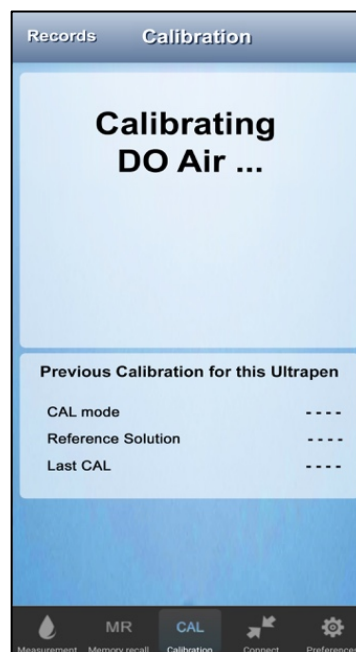 Records Calibration
Calibrating
DO Air ...
Previous Calibration for this Ultrapen
CAL mode - - - -
Reference Solution - - - -
Last CAL - - - -
MR CAL
Measurement Memory recall Calibration Connect Preferences